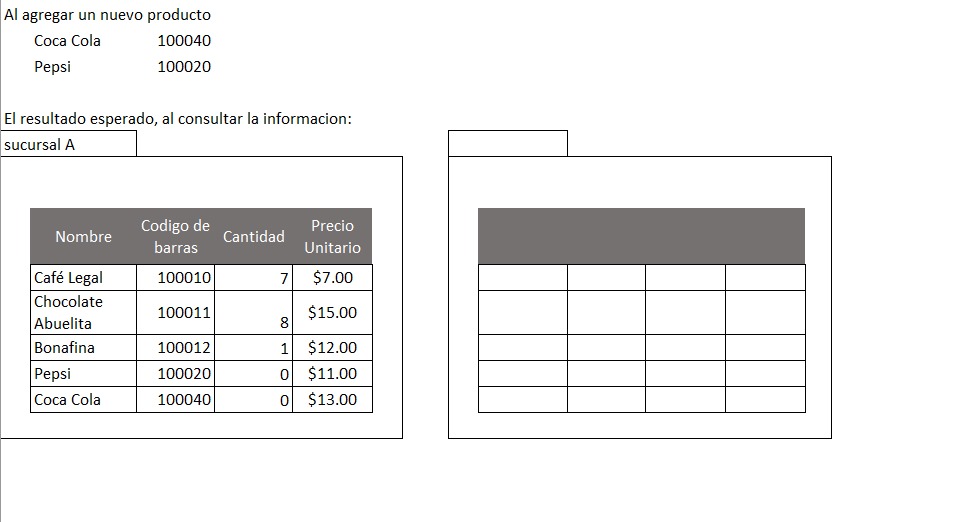 Al agregar un nuevo producto
Coca Cola 100040
Pepsi 100020
El resultado esperado, al consultar la informacion:
sucursal A
Nombre Codigo de barras Cantidad Precio Unitario
Café Legal 100010 7 $7.00
Chocolate Abuelita 100011 8 $15.00
Bonafina 100012 1 $12.00
Pepsi 100020 0 $11.00
Coca Cola 100040 0 $13.00